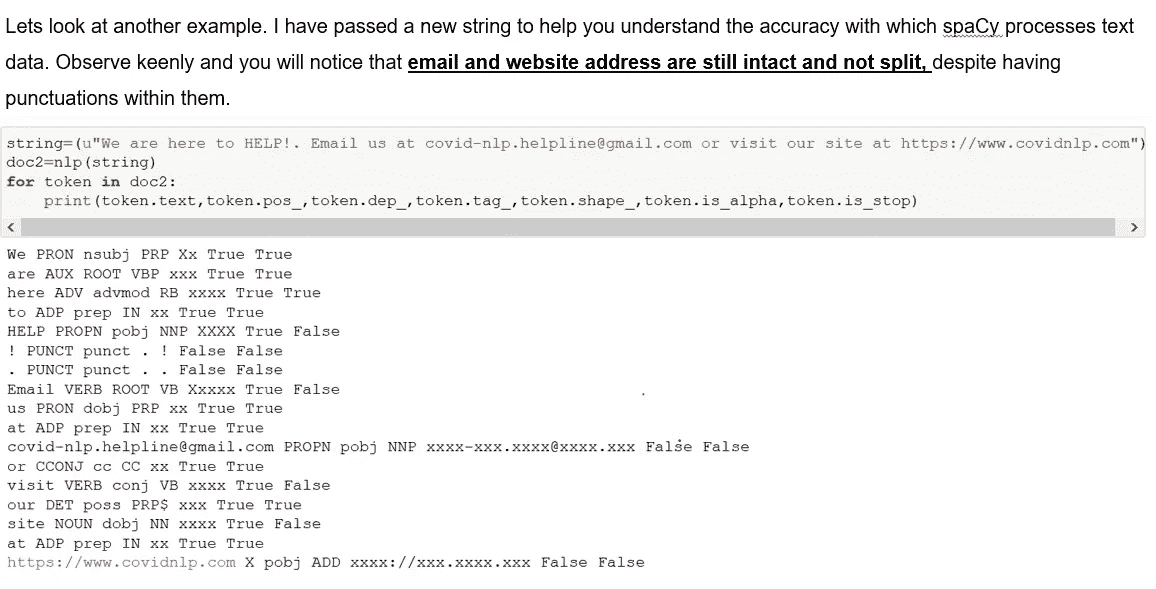 Lets look at another example. I have passed a new string to help you understand the accuracy with which spaCy processes text
data. Observe keenly and you will notice that email and website address are still intact and not split, despite having
punctuations within them.
string=(u"We are here to HELP!. Email us at covid-nlp.helpline@gmail.com or visit our site at https://www.covidnlp.com")
doc2=nlp(string)
for token in doc2:
    print(token.text,token.pos_,token.dep_,token.tag_,token.shape_,token.is_alpha,token.is_stop)
We PRON nsubj PRP Xx True True
are AUX ROOT VBP xxx True True
here ADV advmod RB xxxx True True
to ADP prep IN xx True True
HELP PROPN pobj NNP XXXX True False
! PUNCT punct . ! False False
. PUNCT punct . . False False
Email VERB ROOT VB Xxxxx True False
us PRON dobj PRP xx True True
at ADP prep IN xx True True
covid-nlp.helpline@gmail.com PROPN pobj NNP xxxx-xxx.xxxx@xxxx.xxx False False
or CCONJ cc CC xx True True
visit VERB conj VB xxxx True False
our DET poss PRP$ xxx True True
site NOUN dobj NN xxxx True False
at ADP prep IN xx True True
https://www.covidnlp.com X pobj ADD xxxx://xxx.xxxx.xxx False False